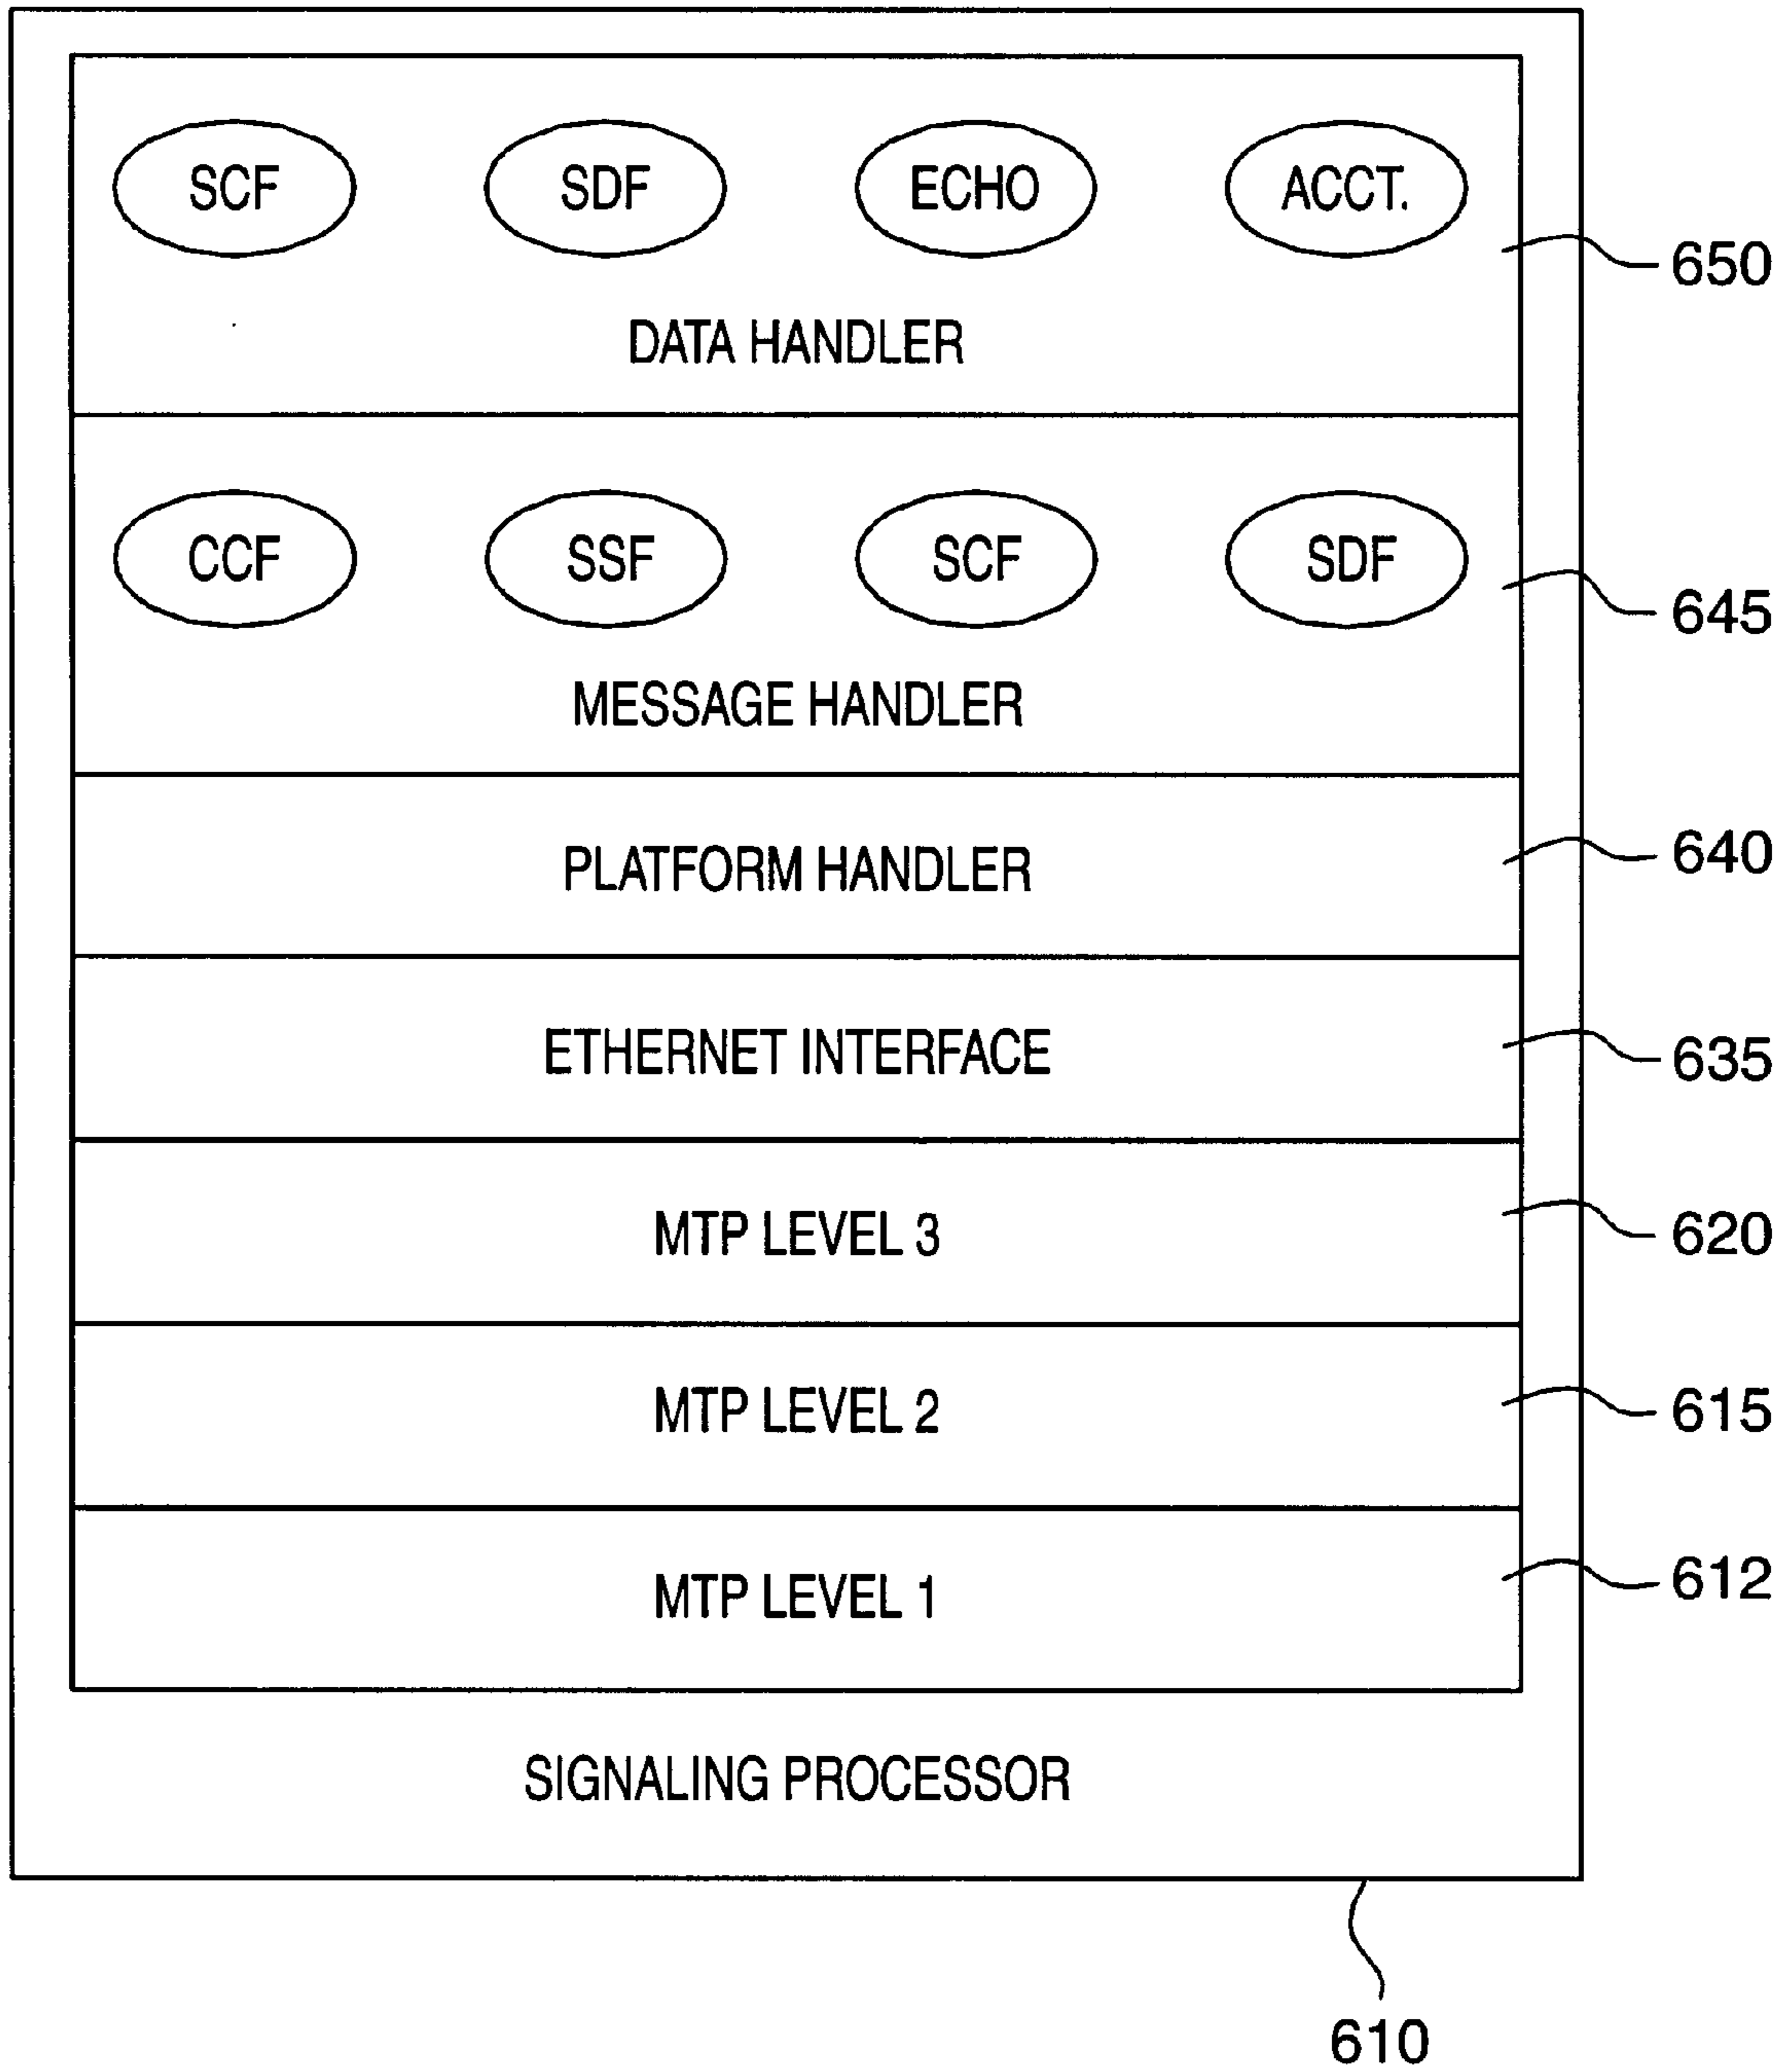 SCF SDF ECHO ACCT.
650
DATA HANDLER
CCF SSF SCF SDF
645
MESSAGE HANDLER
PLATFORM HANDLER 640
ETHERNET INTERFACE 635
MTP LEVEL 3 620
MTP LEVEL 2 615
MTP LEVEL 1 612
SIGNALING PROCESSOR
610